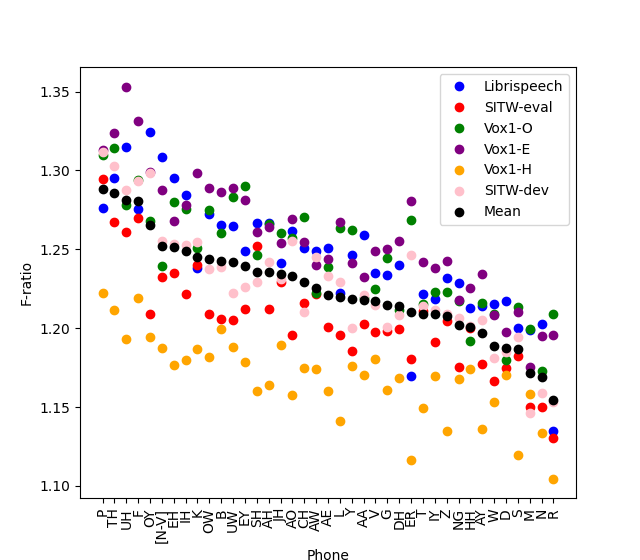 Librispeech
SITW-eval
Vox1-O
Vox1-E
Vox1-H
SITW-dev
Mean
F-ratio
1.35
1.30
1.25
1.20
1.15
1.10
P TH UH F OY [N-V] EH IH K OW B UW EY SH AH JH AO CH AW AE L Y AA V G DH ER T IY Z NG HH AY W D S M N R
Phone